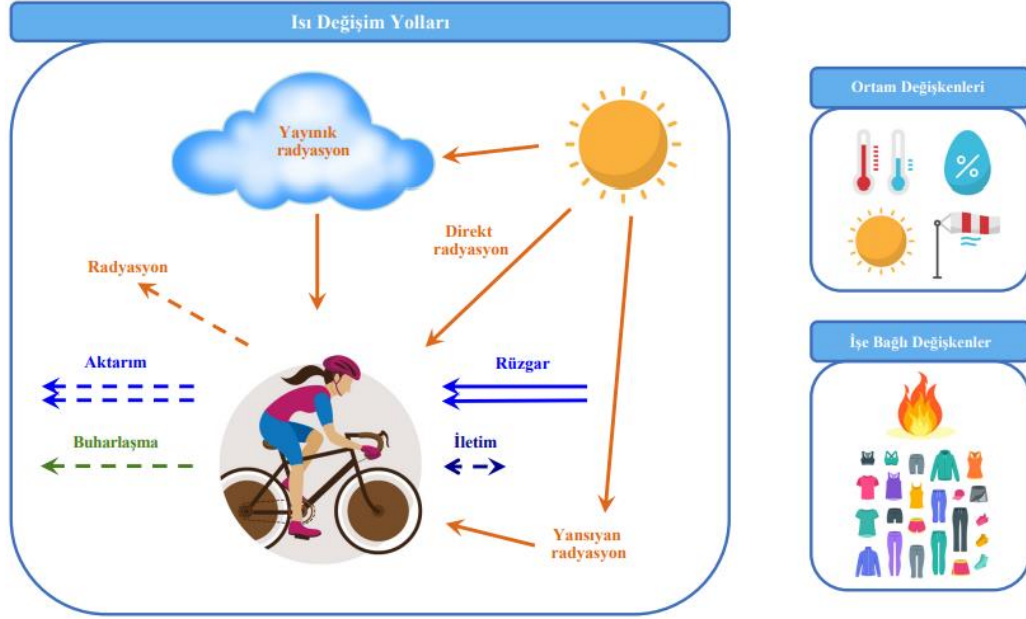 Isı Değişim Yolları
Yayınık
radyasyon
Direkt
radyasyon
Radyasyon
Aktarım
Rüzgar
Buharlaşma
İletim
Yansıyan
radyasyon
Ortam Değişkenleri
%
İşe Bağlı Değişkenler